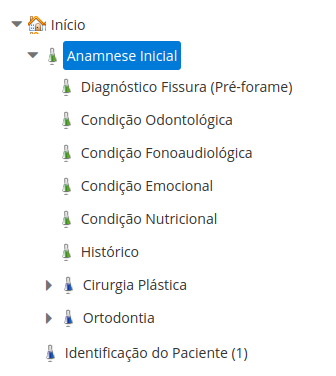 Início
Anamnese Inicial
Diagnóstico Fissura (Pré-forame)
Condição Odontológica
Condição Fonoaudiológica
Condição Emocional
Condição Nutricional
Histórico
Cirurgia Plástica
Ortodontia
Identificação do Paciente (1)